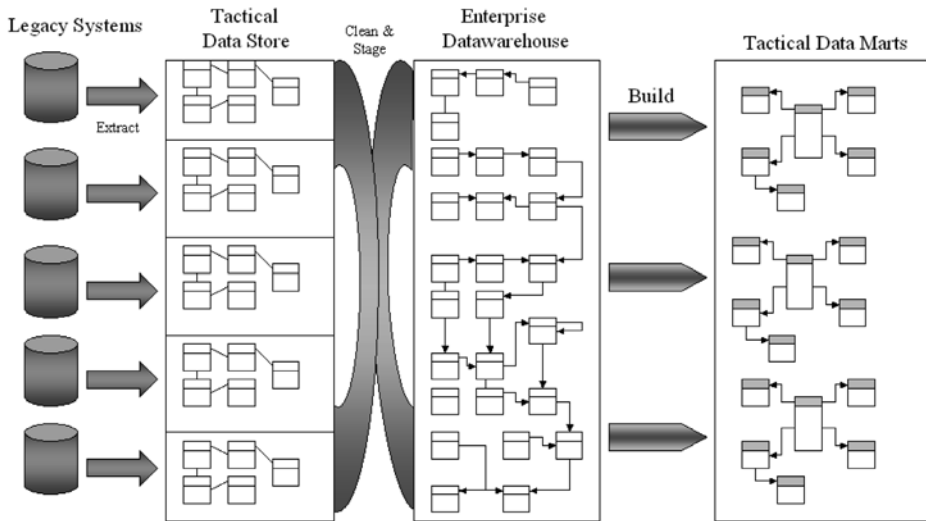 Legacy Systems
Tactical
Data Store
Clean &
Stage
Enterprise
Datawarehouse
Tactical Data Marts
Extract
Build